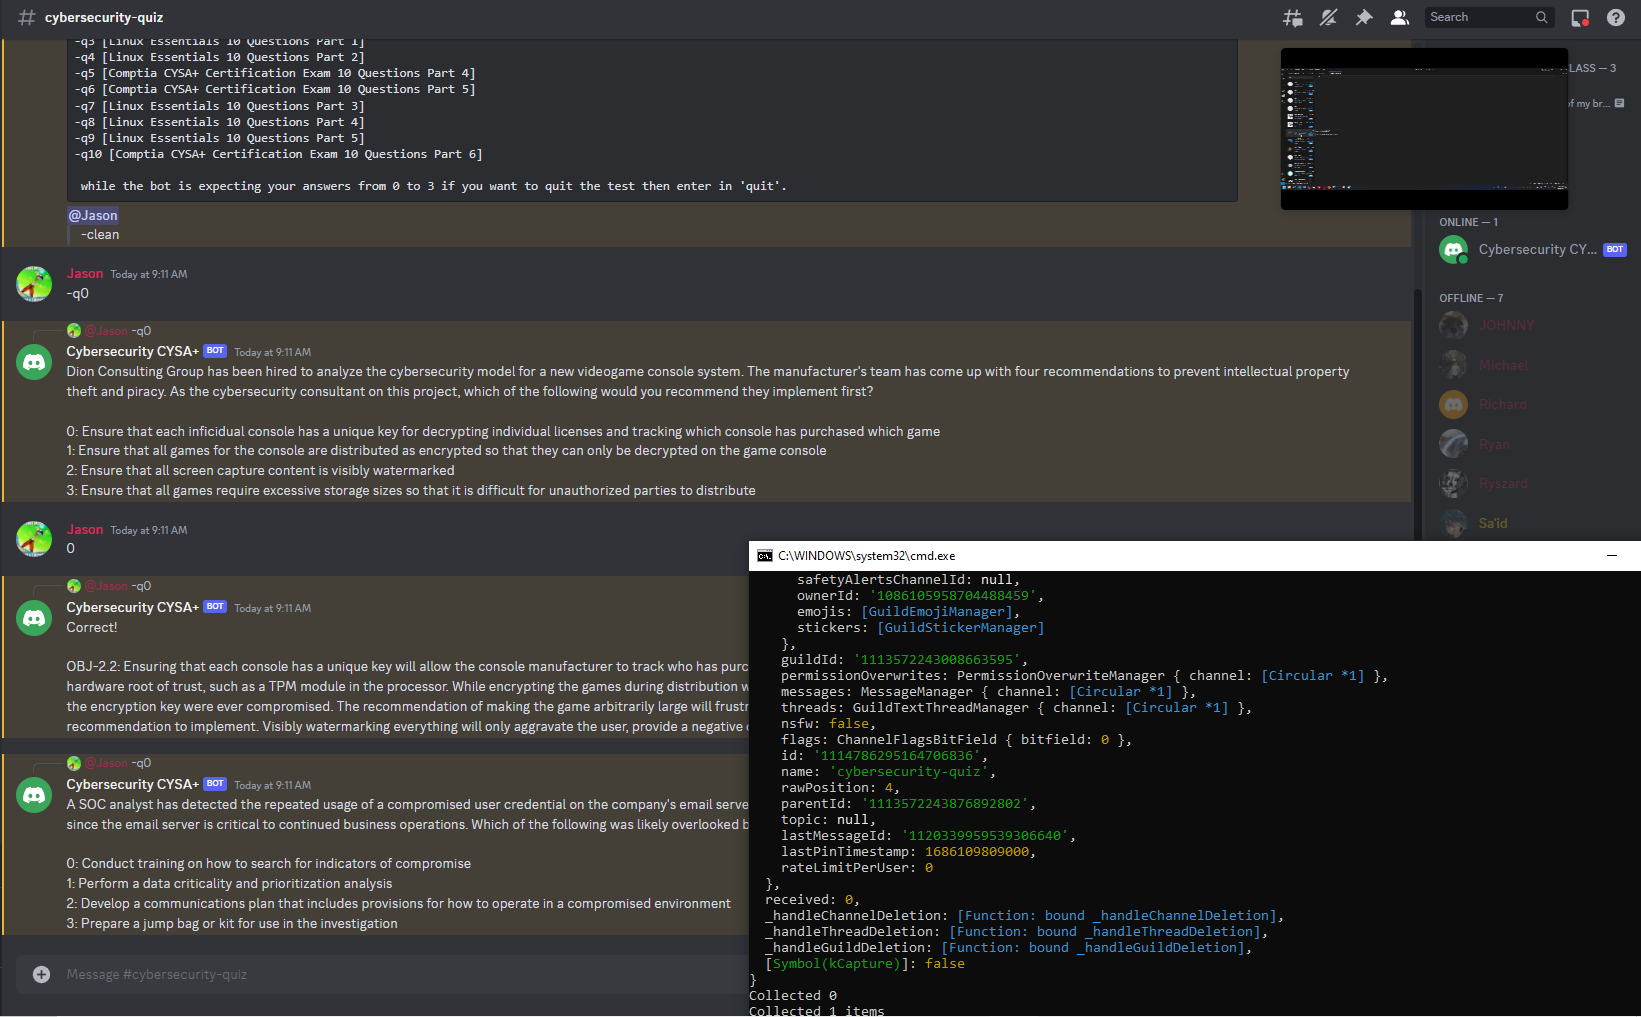 cybersecurity-quiz
Search
-q3 [Linux Essentials 10 Questions Part 1]
-q4 [Linux Essentials 10 Questions Part 2]
-q5 [Comptia CYSA+ Certification Exam 10 Questions Part 4]
-q6 [Comptia CYSA+ Certification Exam 10 Questions Part 5]
-q7 [Linux Essentials 10 Questions Part 3]
-q8 [Linux Essentials 10 Questions Part 4]
-q9 [Linux Essentials 10 Questions Part 5]
-q10 [Comptia CYSA+ Certification Exam 10 Questions Part 6]
while the bot is expecting your answers from 0 to 3 if you want to quit the test then enter in 'quit'.
@Jason
-clean
Jason Today at 9:11 AM
-q0
@Jason -q0
Cybersecurity CYSA+ BOT Today at 9:11 AM
Dion Consulting Group has been hired to analyze the cybersecurity model for a new videogame console system. The manufacturer's team has come up with four recommendations to prevent intellectual property
theft and piracy. As the cybersecurity consultant on this project, which of the following would you recommend they implement first?
0: Ensure that each inficidual console has a unique key for decrypting individual licenses and tracking which console has purchased which game
1: Ensure that all games for the console are distributed as encrypted so that they can only be decrypted on the game console
2: Ensure that all screen capture content is visibly watermarked
3: Ensure that all games require excessive storage sizes so that it is difficult for unauthorized parties to distribute
Jason Today at 9:11 AM
0
@Jason -q0
Cybersecurity CYSA+ BOT Today at 9:11 AM
Correct!
OBJ-2.2: Ensuring that each console has a unique key will allow the console manufacturer to track who has purc
hardware root of trust, such as a TPM module in the processor. While encrypting the games during distribution w
the encryption key were ever compromised. The recommendation of making the game arbitrarily large will frustr
recommendation to implement. Visibly watermarking everything will only aggravate the user, provide a negative
@Jason -q0
Cybersecurity CYSA+ BOT Today at 9:11 AM
A SOC analyst has detected the repeated usage of a compromised user credential on the company's email serve
since the email server is critical to continued business operations. Which of the following was likely overlooked b
0: Conduct training on how to search for indicators of compromise
1: Perform a data criticality and prioritization analysis
2: Develop a communications plan that includes provisions for how to operate in a compromised environment
3: Prepare a jump bag or kit for use in the investigation
Message #cybersecurity-quiz
LASS — 3
of my br...
ONLINE — 1
Cybersecurity CY... BOT
OFFLINE — 7
JOHNNY
Michael
Richard
Ryan
Ryszard
Sa'id
C:\WINDOWS\system32\cmd.exe
safetyAlertsChannelId: null,
ownerId: '1086105958704488459',
emojis: [GuildEmojiManager],
stickers: [GuildStickerManager]
},
guildId: '1113572243008663595',
permissionOverwrites: PermissionOverwriteManager { channel: [Circular *1] },
messages: MessageManager { channel: [Circular *1] },
threads: GuildTextThreadManager { channel: [Circular *1] },
nsfw: false,
flags: ChannelFlagsBitField { bitfield: 0 },
id: '1114786295164706836',
name: 'cybersecurity-quiz',
rawPosition: 4,
parentId: '1113572243876892802',
topic: null,
lastMessageId: '1120339959539306640',
lastPinTimestamp: 1686109809000,
rateLimitPerUser: 0
},
received: 0,
_handleChannelDeletion: [Function: bound _handleChannelDeletion],
_handleThreadDeletion: [Function: bound _handleThreadDeletion],
_handleGuildDeletion: [Function: bound _handleGuildDeletion],
[Symbol(kCapture)]: false
}
Collected 0
Collected 1 items